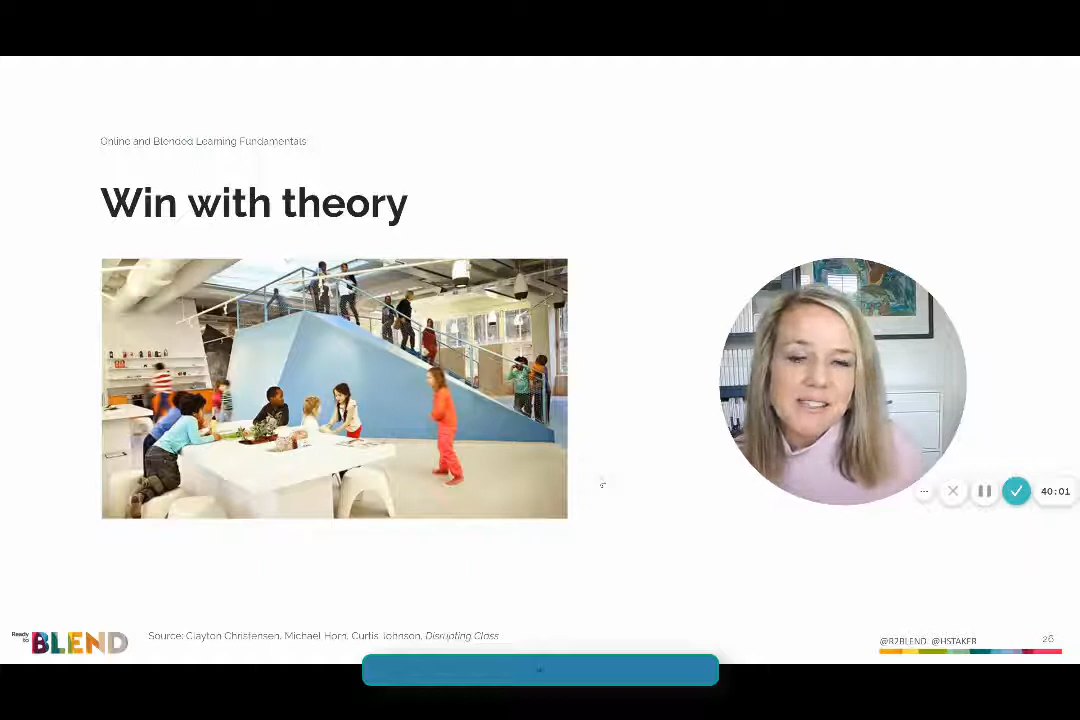 Online and Blended Learning Fundamentals
Win with theory
40:01
Ready to BLEND
Source: Clayton Christensen, Michael Horn, Curtis Johnson, Disrupting Class
@R2BLEND @HSTAKER
26